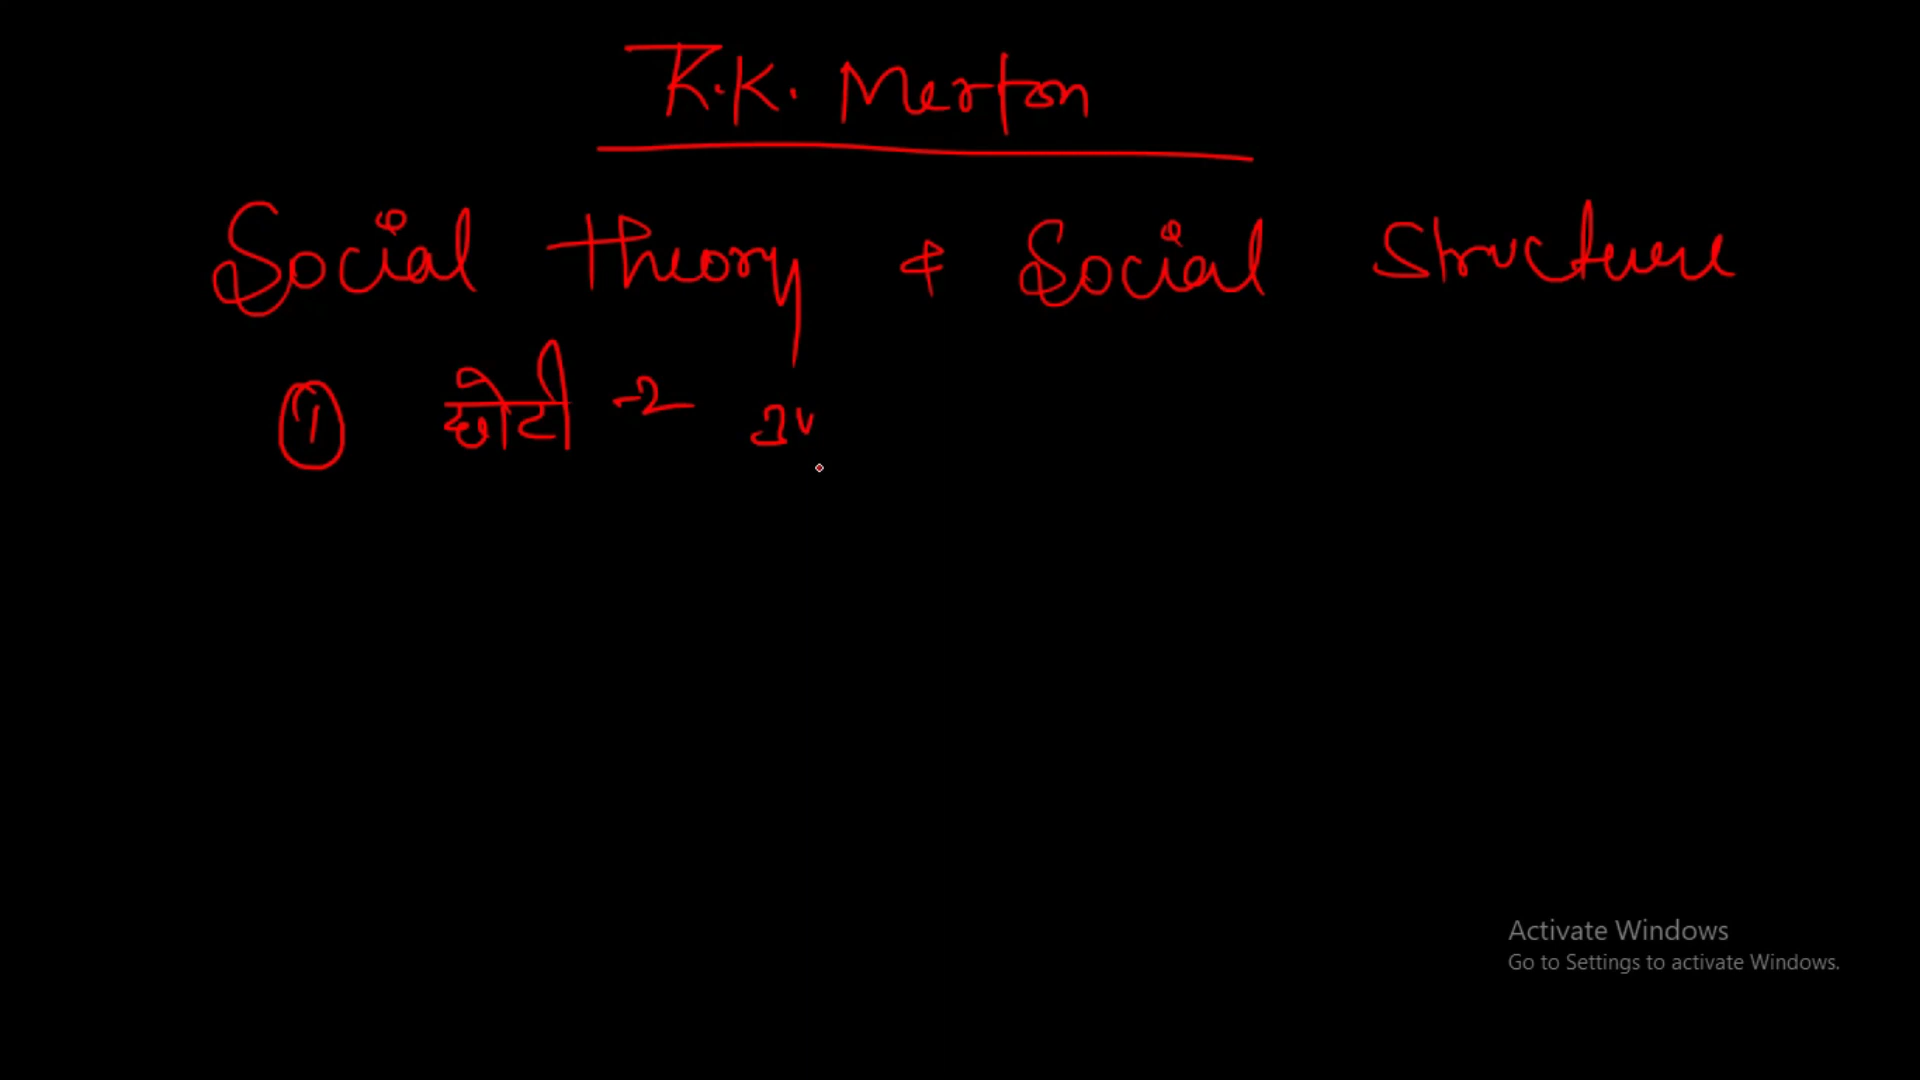 R.K. Merton
Social Theory & Social Structure
① छोटी -2
Activate Windows
Go to Settings to activate Windows.